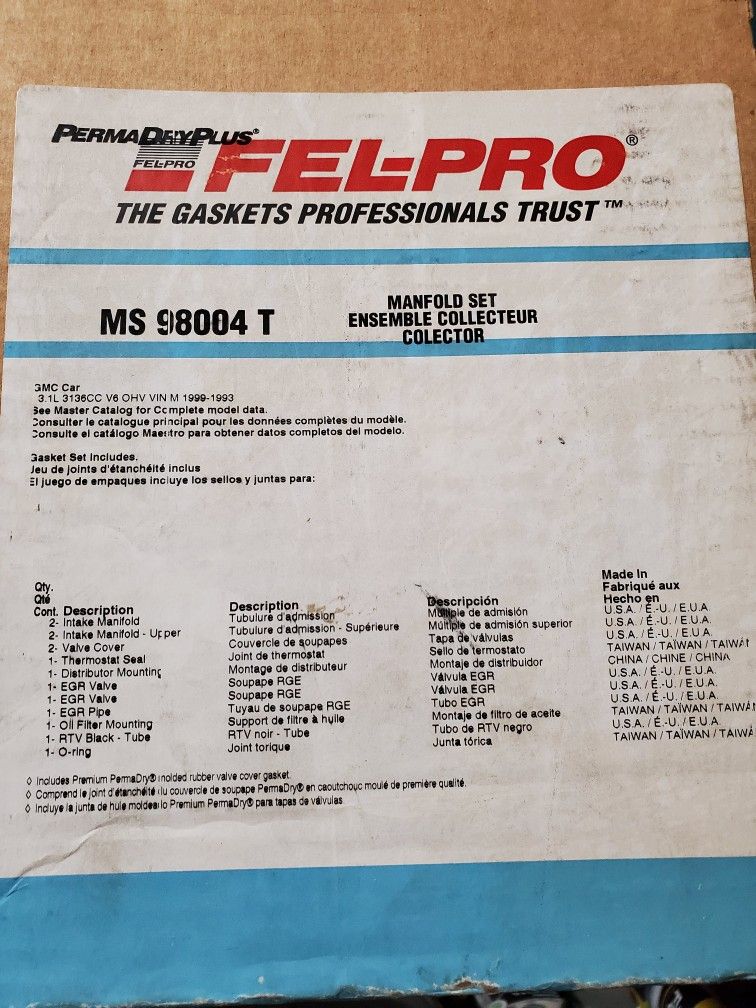 PERMADRYPLUS®
FEL-PRO
FEL-PRO®
THE GASKETS PROFESSIONALS TRUST™
MS 98004 T
MANFOLD SET
ENSEMBLE COLLECTEUR
COLECTOR
GMC Car
3.1L 3136CC V6 OHV VIN M 1999-1993
See Master Catalog for Complete model data.
Consulter le catalogue principal pour les données complètes du modèle.
Consulte el catálogo Maestro para obtener datos completos del modelo.
Gasket Set Includes.
Jeu de joints d'étanchéité inclus
El juego de empaques incluye los sellos y juntas para:
Qty.
Qté
Cont. Description
2- Intake Manifold
2- Intake Manifold - Upper
2- Valve Cover
1- Thermostat Seal
1- Distributor Mounting
1- EGR Valve
1- EGR Valve
1- EGR Pipe
1- Oil Filter Mounting
1- RTV Black - Tube
1- O-ring
Description
Tubulure d'admission
Tubulure d'admission - Supérieure
Couvercle de soupapes
Joint de thermostat
Montage de distributeur
Soupape RGE
Soupape RGE
Tuyau de soupape RGE
Support de filtre à huile
RTV noir - Tube
Joint torique
Descripción
Múltiple de admisión
Múltiple de admisión superior
Tapa de válvulas
Sello de termostato
Montaje de distribuidor
Válvula EGR
Válvula EGR
Tubo EGR
Montaje de filtro de aceite
Tubo de RTV negro
Junta tórica
Made In
Fabriqué aux
Hecho en
U.S.A. / É.-U. / E.U.A.
U.S.A. / É.-U. / E.U.A.
U.S.A. / É.-U. / E.U.A.
TAIWAN / TAÏWAN / TAIWÁN
CHINA / CHINE / CHINA
U.S.A. / É.-U. / E.U.A.
U.S.A. / É.-U. / E.U.A.
U.S.A. / É.-U. / E.U.A.
TAIWAN / TAÏWAN / TAIWÁN
U.S.A. / É.-U. / E.U.A.
TAIWAN / TAÏWAN / TAIWÁ
◊ Includes Premium PermaDry® molded rubber valve cover gasket.
◊ Comprend le joint d'étanchéité du couvercle de soupape PermaDry® en caoutchouc moulé de première qualité.
◊ Incluye la junta de hule moldeado Premium PermaDry® para tapas de válvulas.